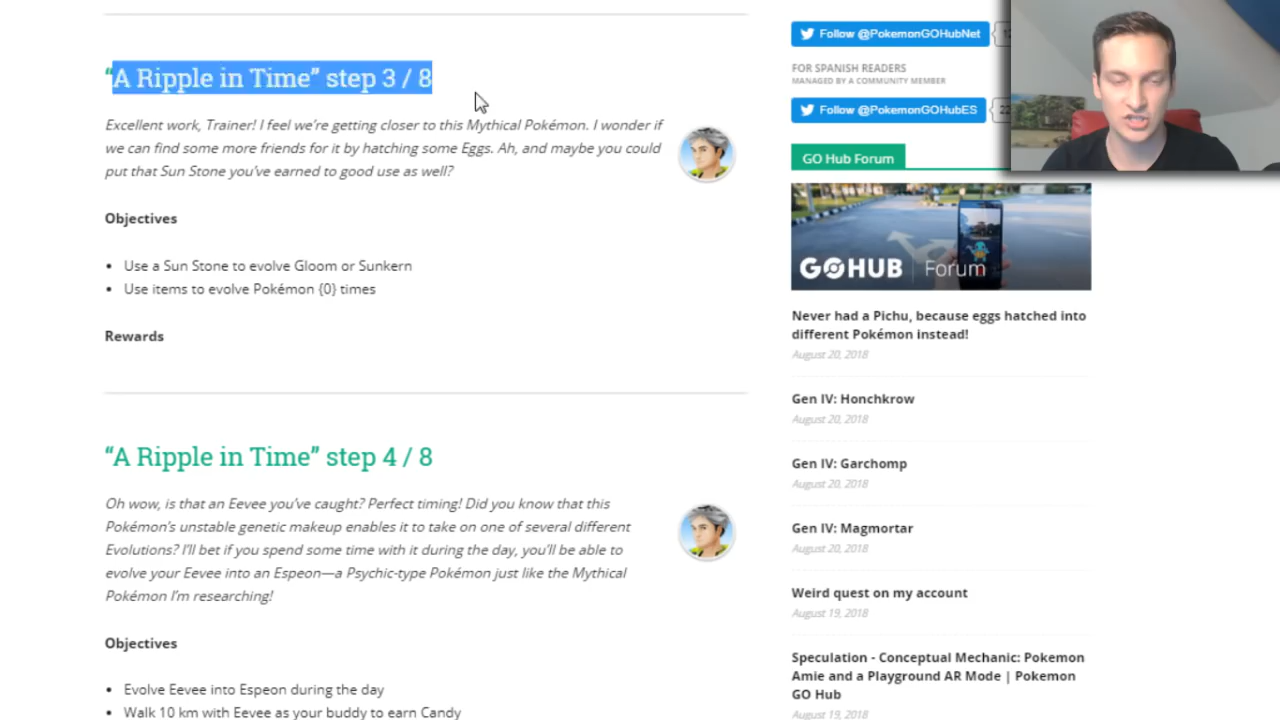 “A Ripple in Time” step 3 / 8
Excellent work, Trainer! I feel we’re getting closer to this Mythical Pokémon. I wonder if
we can find some more friends for it by hatching some Eggs. Ah, and maybe you could
put that Sun Stone you’ve earned to good use as well?
Objectives
• Use a Sun Stone to evolve Gloom or Sunkern
• Use items to evolve Pokémon {0} times
Rewards
“A Ripple in Time” step 4 / 8
Oh wow, is that an Eevee you’ve caught? Perfect timing! Did you know that this
Pokémon’s unstable genetic makeup enables it to take on one of several different
Evolutions? I’ll bet if you spend some time with it during the day, you’ll be able to
evolve your Eevee into an Espeon—a Psychic-type Pokémon just like the Mythical
Pokémon I’m researching!
Objectives
• Evolve Eevee into Espeon during the day
• Walk 10 km with Eevee as your buddy to earn Candy
Follow @PokemonGOHubNet
FOR SPANISH READERS
MANAGED BY A COMMUNITY MEMBER
Follow @PokemonGOHubES
GO Hub Forum
GOHUB Forum
Never had a Pichu, because eggs hatched into
different Pokémon instead!
August 20, 2018
Gen IV: Honchkrow
August 20, 2018
Gen IV: Garchomp
August 20, 2018
Gen IV: Magmortar
August 20, 2018
Weird quest on my account
August 19, 2018
Speculation - Conceptual Mechanic: Pokemon
Amie and a Playground AR Mode | Pokemon
GO Hub
August 19, 2018